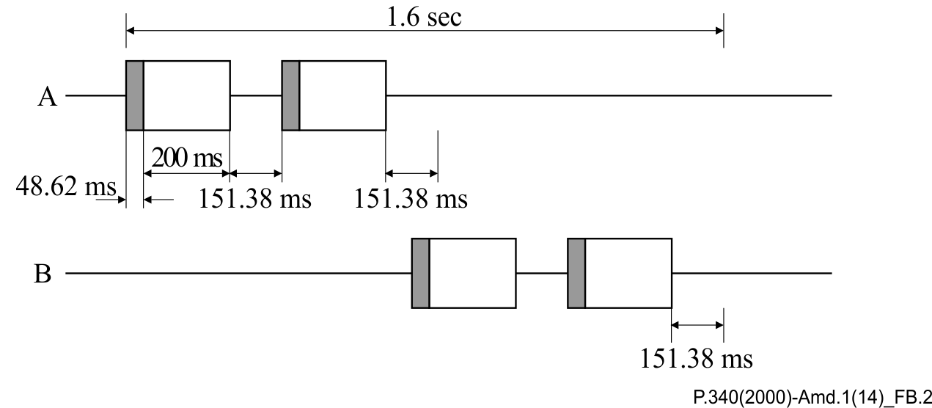 1.6 sec
A
200 ms
48.62 ms
151.38 ms
151.38 ms
B
151.38 ms
P.340(2000)-Amd.1(14)_FB.2